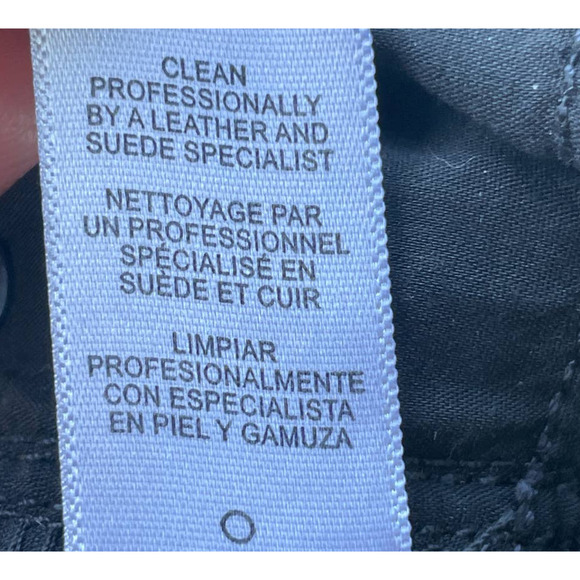 CLEAN
PROFESSIONALLY
BY A LEATHER AND
SUEDE SPECIALIST
NETTOYAGE PAR
UN PROFESSIONNEL
SPÉCIALISÉ EN
SUÈDE ET CUIR
LIMPIAR
PROFESIONALMENTE
CON ESPECIALISTA
EN PIEL Y GAMUZA